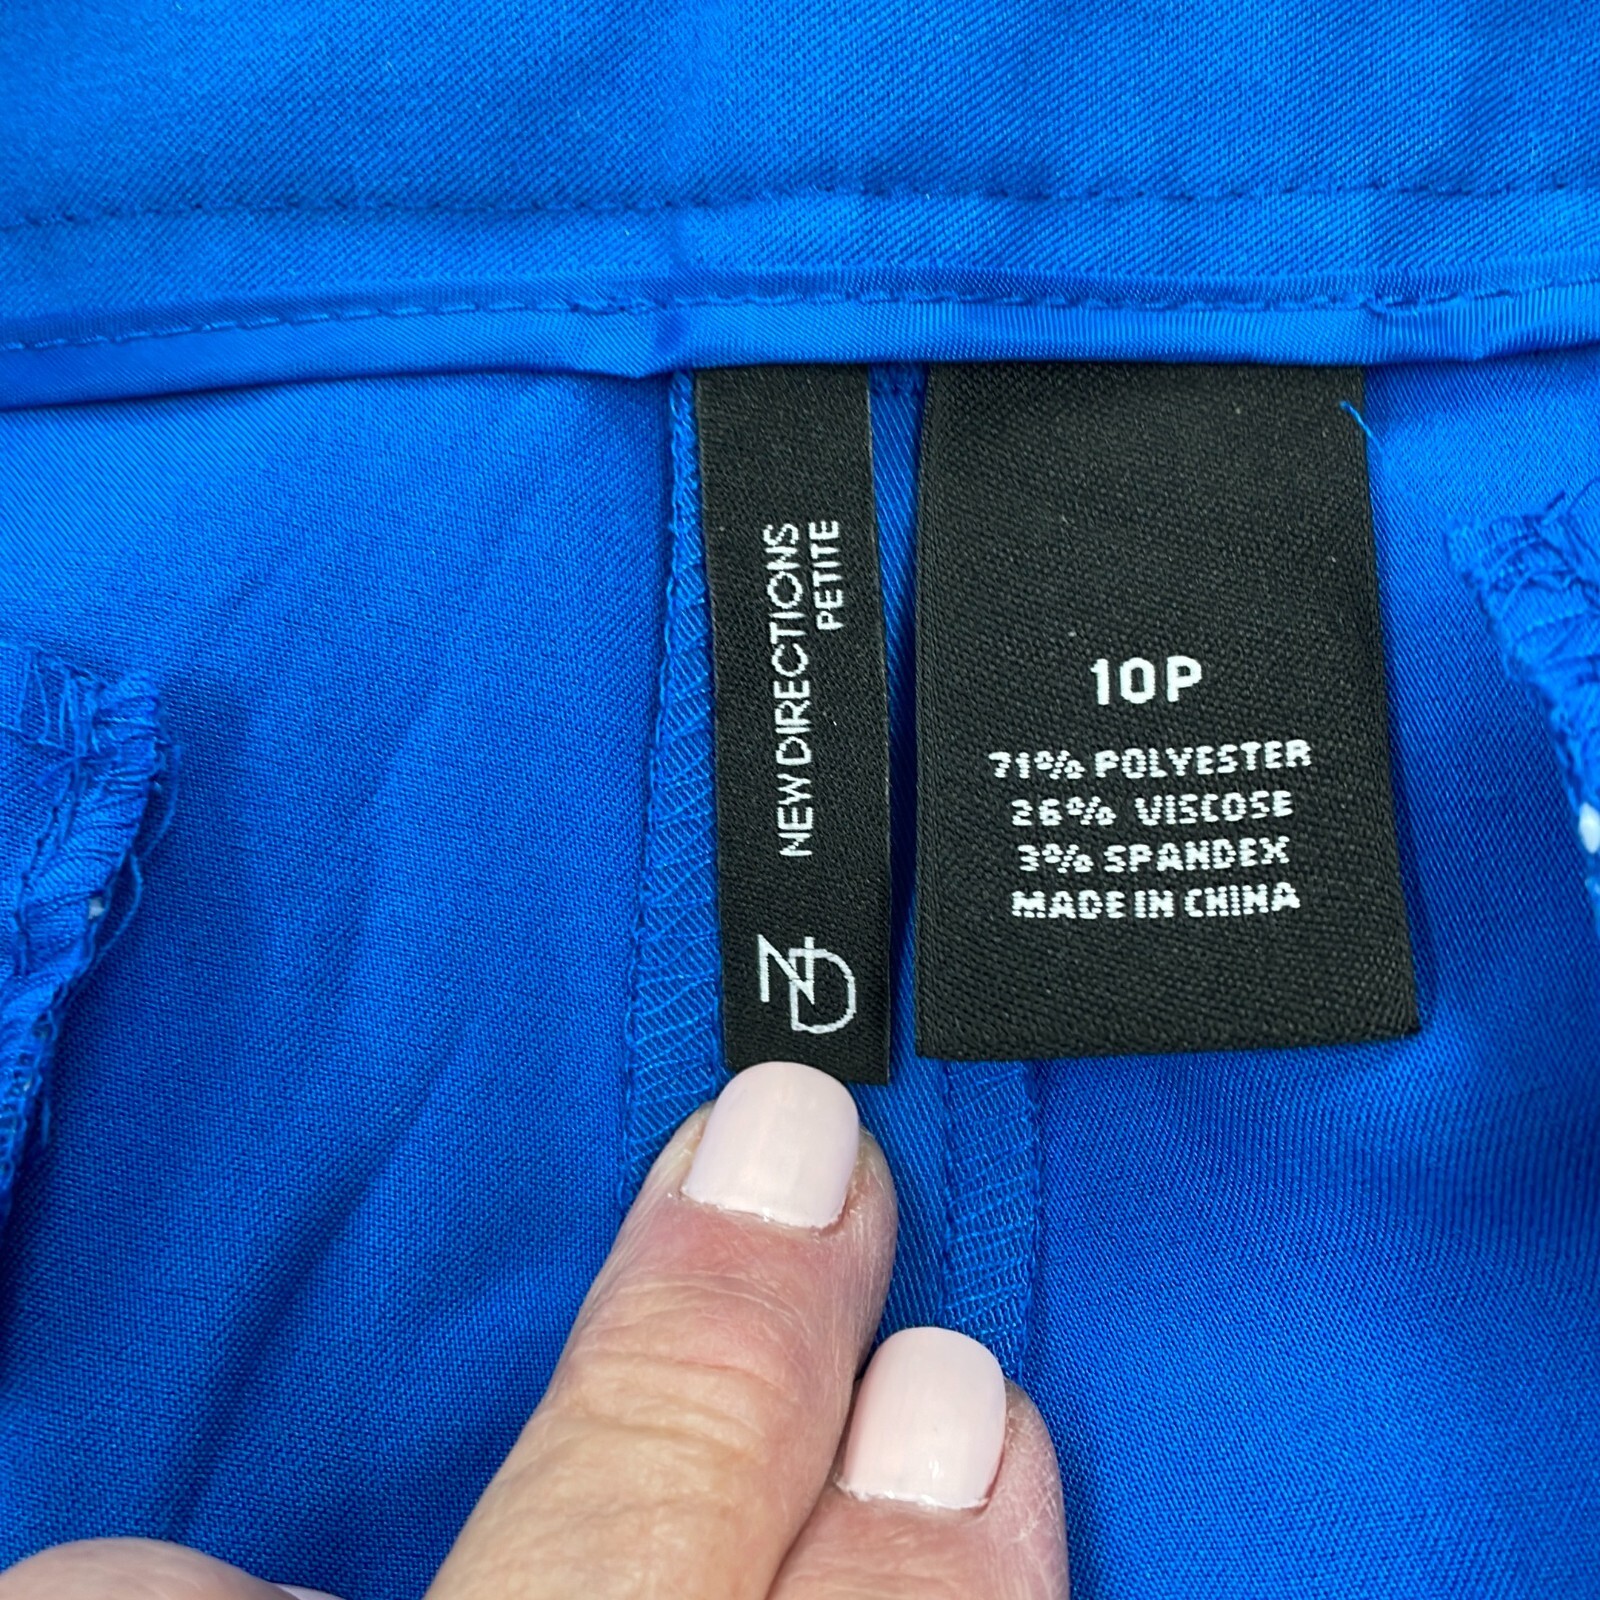 NEW DIRECTIONS
PETITE
ND
10P
71% POLYESTER
26% VISCOSE
3% SPANDEX
MADE IN CHINA